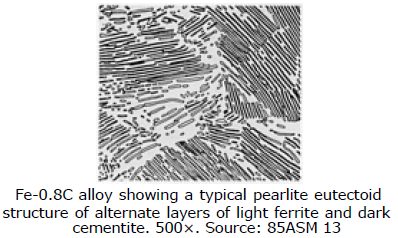 Fe-0.8C alloy showing a typical pearlite eutectoid
structure of alternate layers of light ferrite and dark
cementite. 500×. Source: 85ASM 13